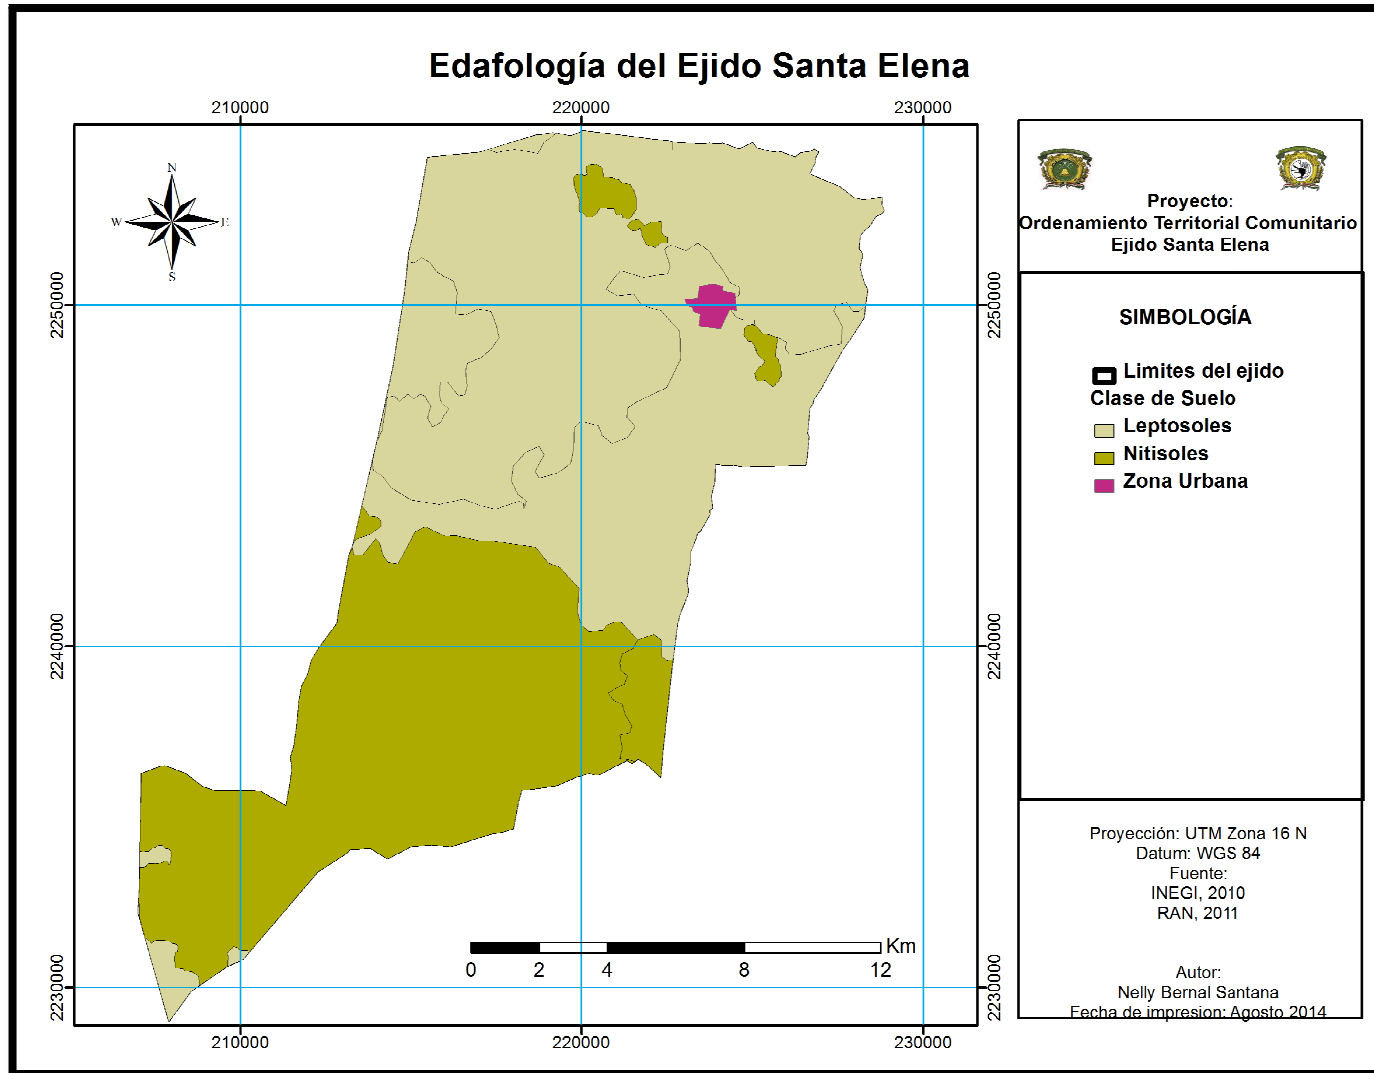 Edafología del Ejido Santa Elena
210000
220000
230000
N
W
E
S
2250000
2250000
2240000
2240000
2230000
2230000
Km
0
2
4
8
12
210000
220000
230000
Proyecto:
Ordenamiento Territorial Comunitario
Ejido Santa Elena
SIMBOLOGÍA
Limites del ejido
Clase de Suelo
Leptosoles
Nitisoles
Zona Urbana
Proyección: UTM Zona 16 N
Datum: WGS 84
Fuente:
INEGI, 2010
RAN, 2011
Autor:
Nelly Bernal Santana
Fecha de impresion: Agosto 2014